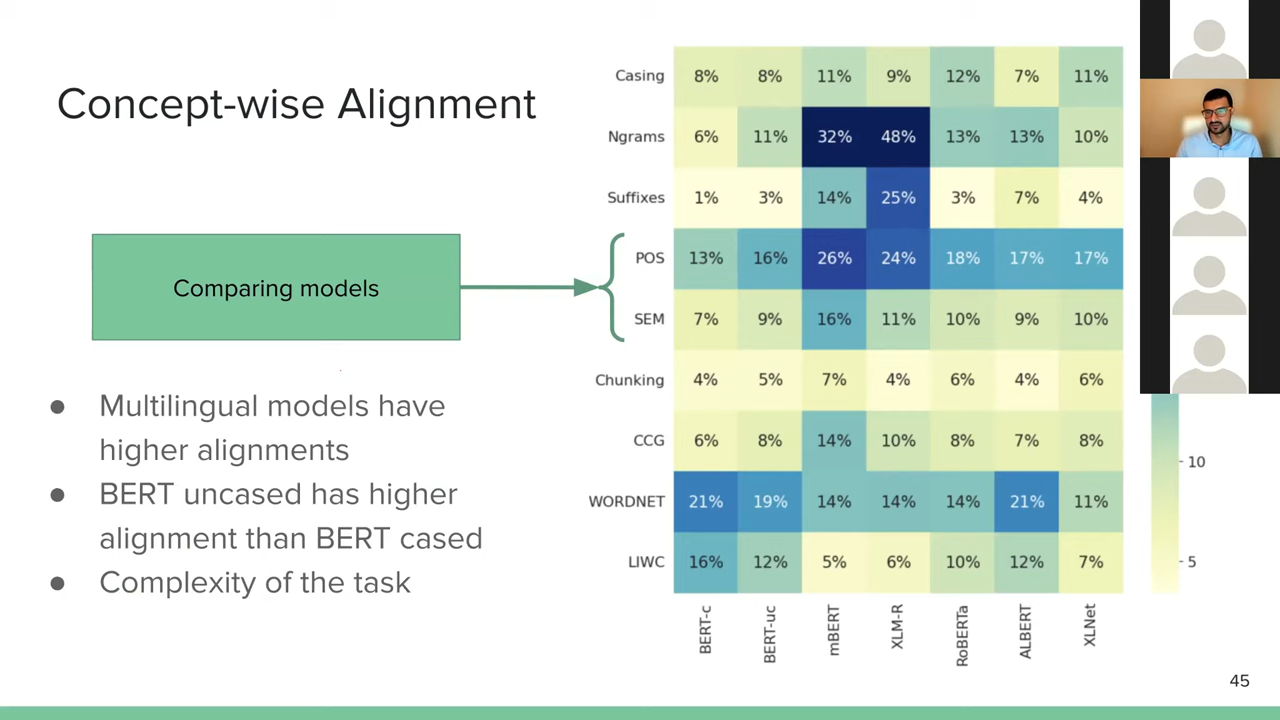 Concept-wise Alignment
Comparing models
● Multilingual models have
higher alignments
● BERT uncased has higher
alignment than BERT cased
● Complexity of the task
Casing 8% 8% 11% 9% 12% 7% 11%
Ngrams 6% 11% 32% 48% 13% 13% 10%
Suffixes 1% 3% 14% 25% 3% 7% 4%
POS 13% 16% 26% 24% 18% 17% 17%
SEM 7% 9% 16% 11% 10% 9% 10%
Chunking 4% 5% 7% 4% 6% 4% 6%
CCG 6% 8% 14% 10% 8% 7% 8%
WORDNET 21% 19% 14% 14% 14% 21% 11%
LIWC 16% 12% 5% 6% 10% 12% 7%
BERT-c BERT-uc mBERT XLM-R RoBERTa ALBERT XLNet
10
5
45